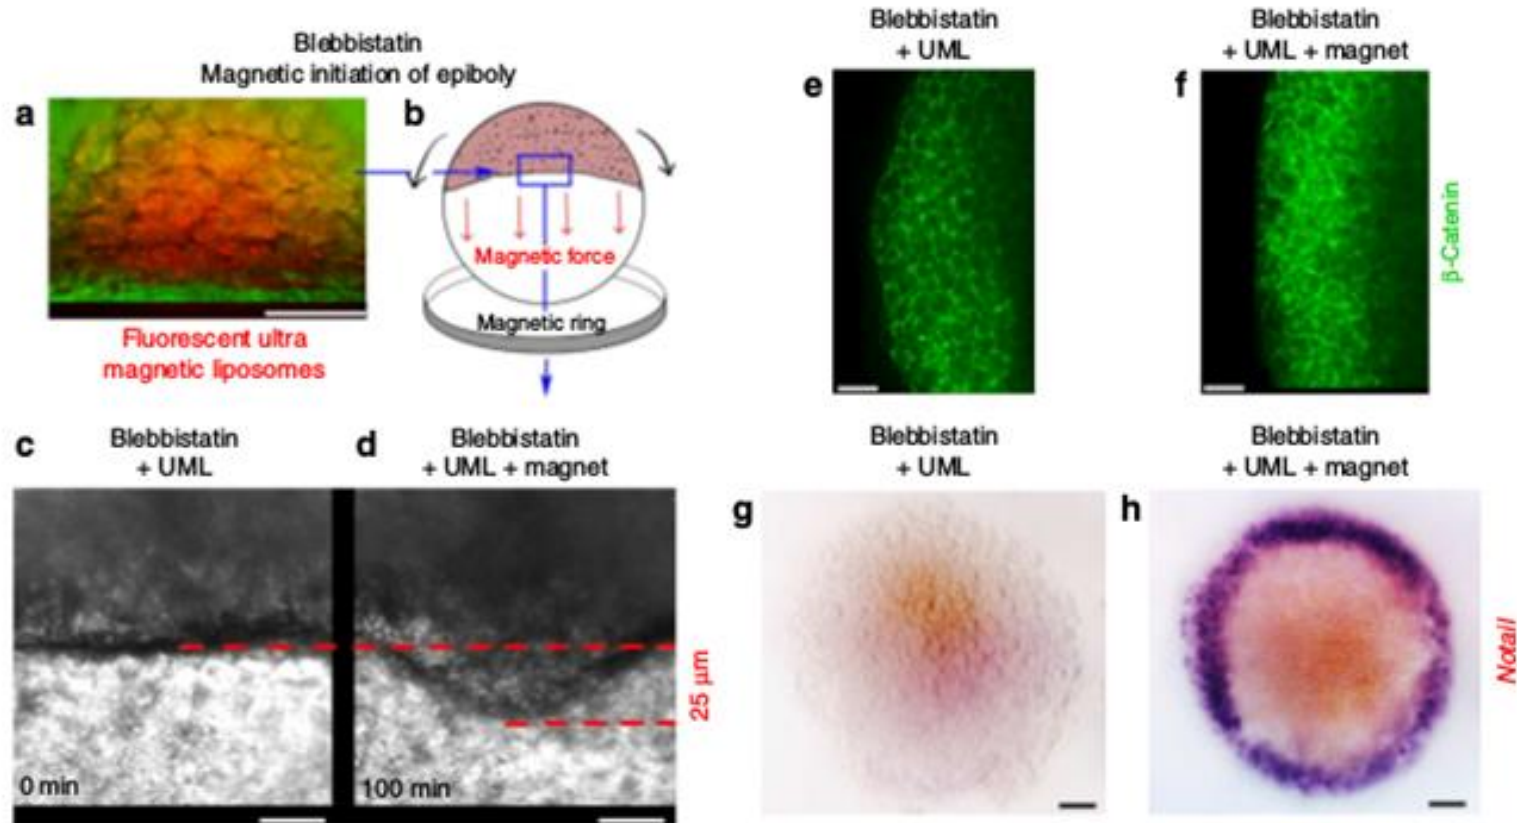 Blebbistatin
Magnetic initiation of epiboly
a
b
Magnetic force
Magnetic ring
Fluorescent ultra
magnetic liposomes
c
Blebbistatin
+ UML
d
Blebbistatin
+ UML + magnet
25 µm
0 min
100 min
Blebbistatin
+ UML
e
Blebbistatin
+ UML + magnet
f
β-Catenin
Blebbistatin
+ UML
g
Blebbistatin
+ UML + magnet
h
Notail